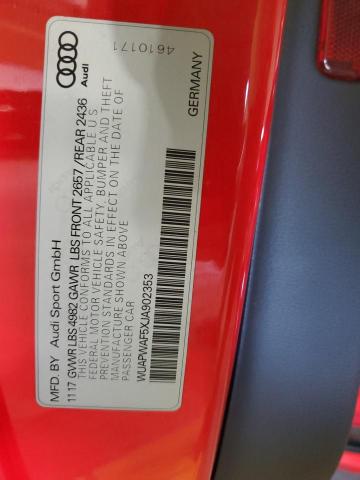 MFD. BY Audi Sport GmbH
11 17 GVWR LBS 4982 GAWR LBS FRONT 2657 /REAR 2436
THIS VEHICLE CONFORMS TO ALL APPLICABLE U S
FEDERAL MOTOR VEHICLE SAFETY, BUMPER AND THEFT
PREVENTION STANDARDS IN EFFECT ON THE DATE OF
MANUFACTURE SHOWN ABOVE
PASSENGER CAR
WUAPWAF5XJA902353
GERMANY
Audi
4610171